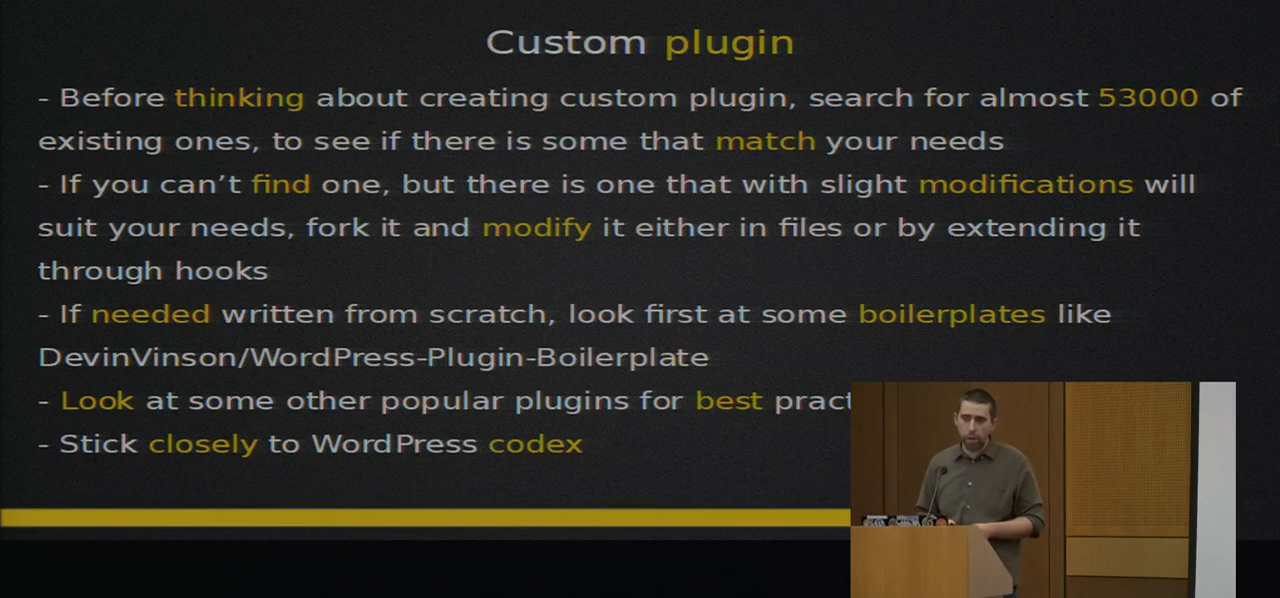 Custom plugin
- Before thinking about creating custom plugin, search for almost 53000 of
existing ones, to see if there is some that match your needs
- If you can’t find one, but there is one that with slight modifications will
suit your needs, fork it and modify it either in files or by extending it
through hooks
- If needed written from scratch, look first at some boilerplates like
DevinVinson/WordPress-Plugin-Boilerplate
- Look at some other popular plugins for best pract
- Stick closely to WordPress codex